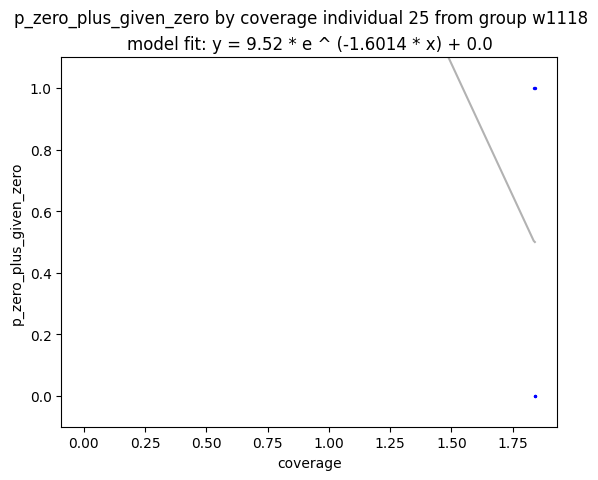 p_zero_plus_given_zero by coverage individual 25 from group w1118
model fit: y = 9.52 * e ^ (-1.6014 * x) + 0.0
1.0
0.8
0.6
0.4
0.2
0.0
p_zero_plus_given_zero
0.00 0.25 0.50 0.75 1.00 1.25 1.50 1.75
coverage